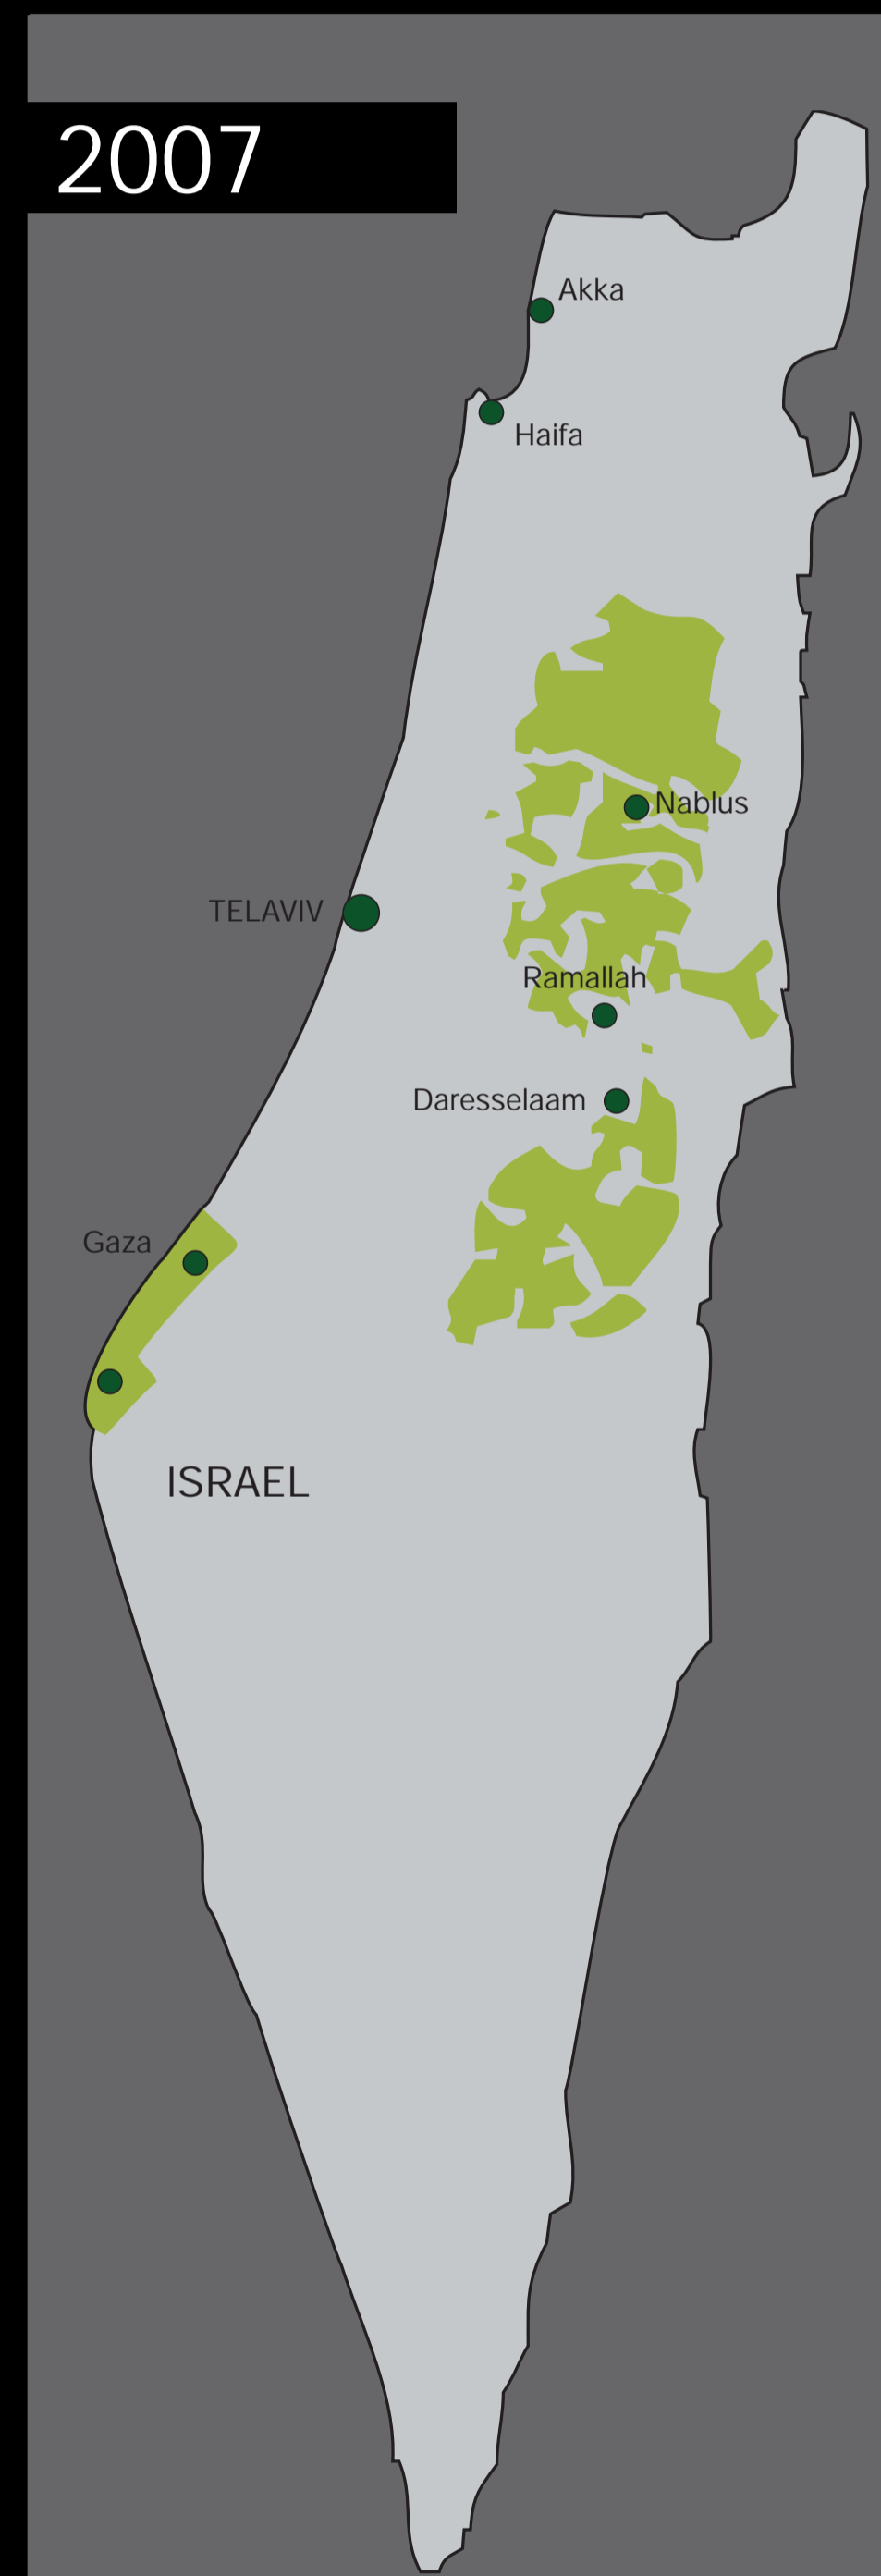 2007
Akka
Haifa
Nablus
TELAVIV
Ramallah
Daresselaam
Gaza
ISRAEL